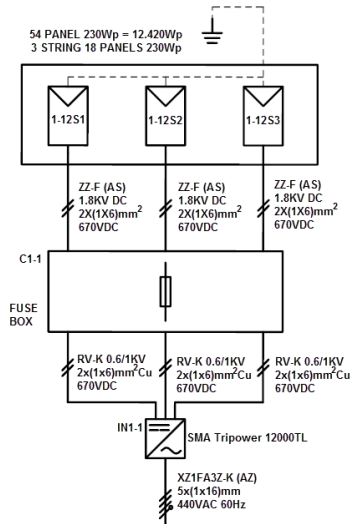 54 PANEL 230Wp = 12.420Wp
3 STRING 18 PANELS 230Wp
1-12S1
1-12S2
1-12S3
ZZ-F (AS)
1.8KV DC
2X(1X6)mm²
670VDC
ZZ-F (AS)
1.8KV DC
2X(1X6)mm²
670VDC
ZZ-F (AS)
1.8KV DC
2X(1X6)mm²
670VDC
C1-1
FUSE
BOX
RV-K 0.6/1KV
2x(1x6)mm²Cu
670VDC
RV-K 0.6/1KV
2x(1x6)mm²Cu
670VDC
RV-K 0.6/1KV
2x(1x6)mm²Cu
670VDC
IN1-1
SMA Tripower 12000TL
XZ1FA3Z-K (AZ)
5x(1x16)mm
440VAC 60Hz